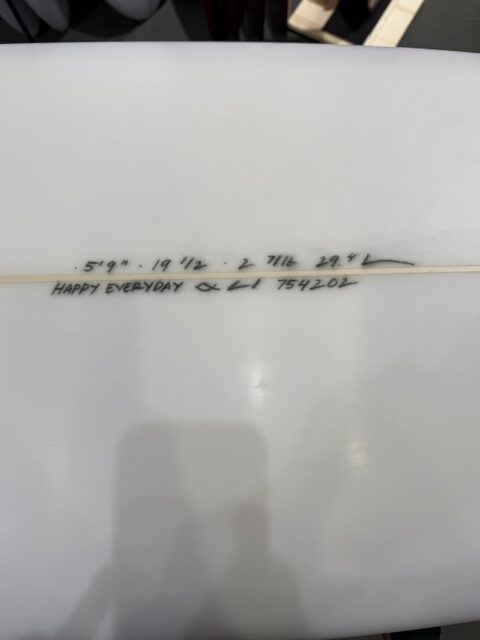 · 5'9" · 19 1/2 · 2 7/16 29.4 L
HAPPY EVERYDAY 754202